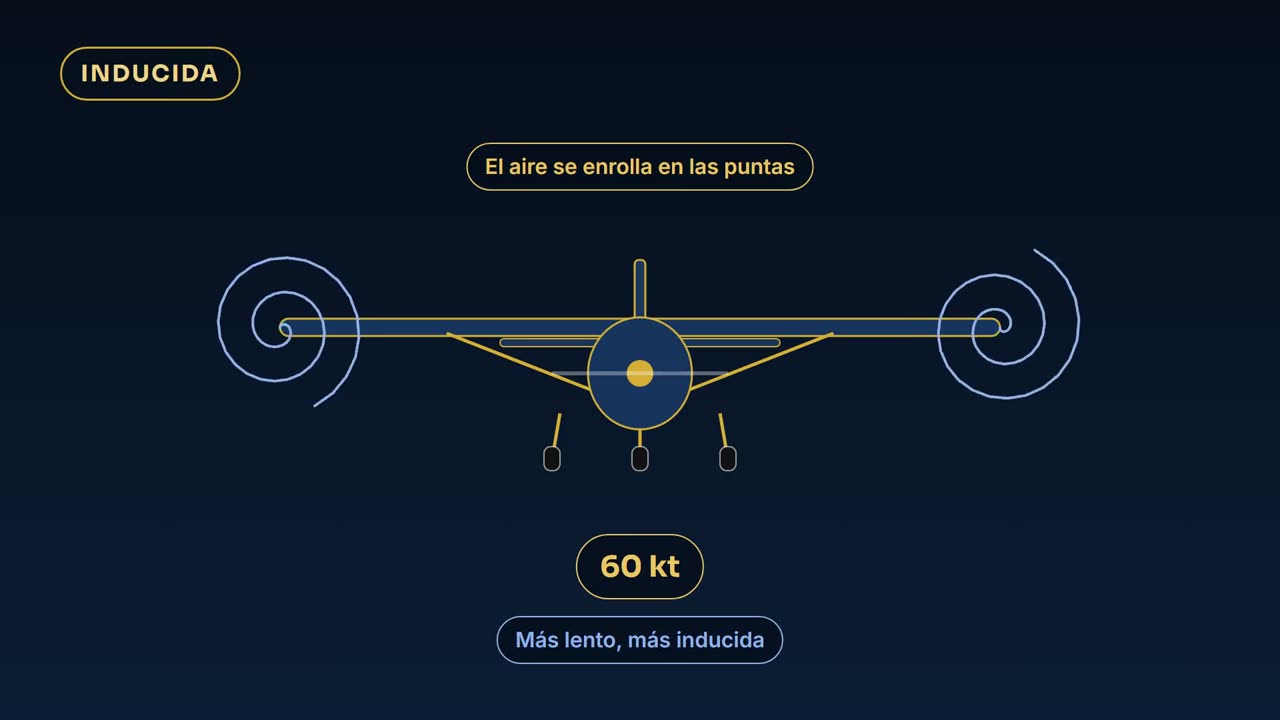 INDUCIDA
El aire se enrolla en las puntas
60 kt
Más lento, más inducida